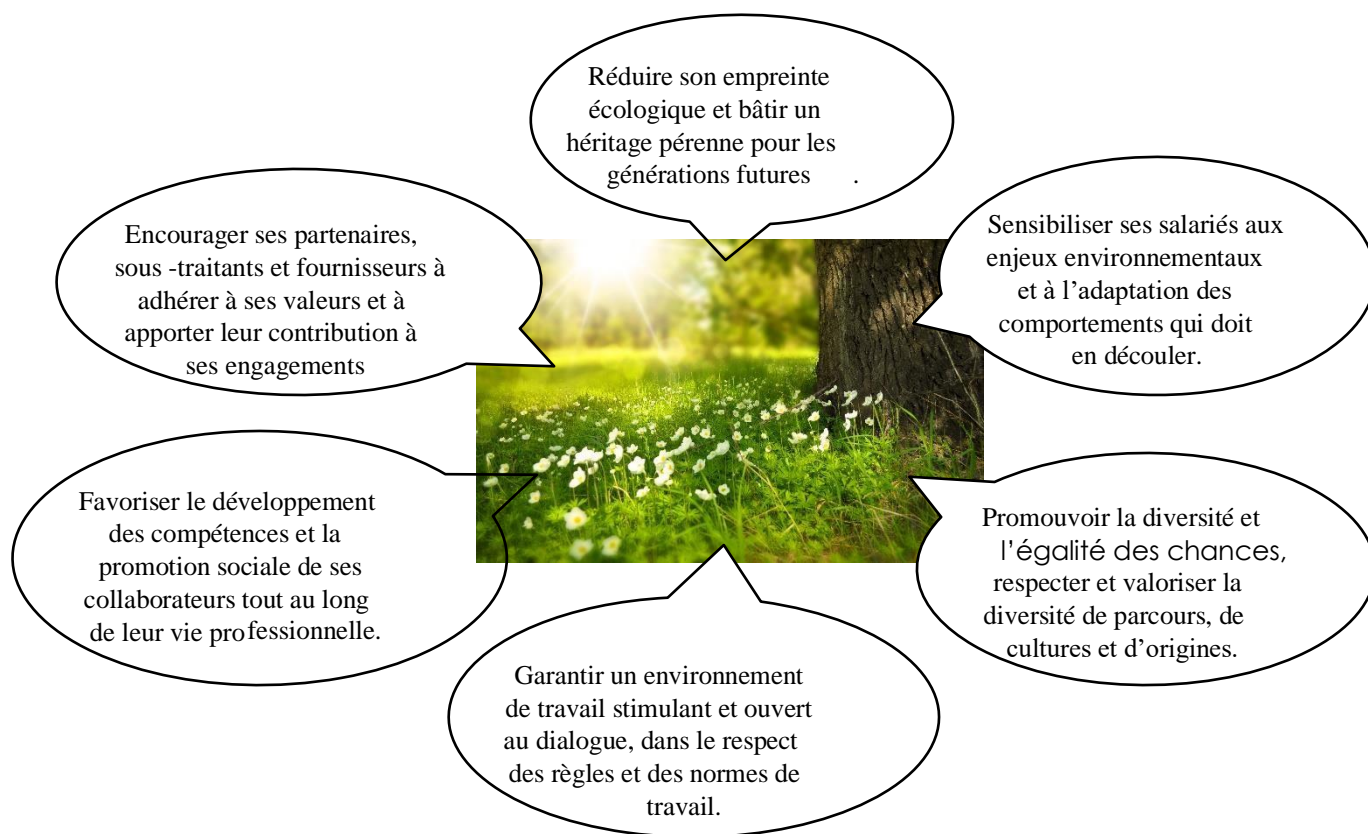 Réduire son empreinte
écologique et bâtir un
héritage pérenne pour les
générations futures .
Encourager ses partenaires,
sous -traitants et fournisseurs à
adhérer à ses valeurs et à
apporter leur contribution à
ses engagements
Sensibiliser ses salariés aux
enjeux environnementaux
et à l’adaptation des
comportements qui doit
en découler.
Favoriser le développement
des compétences et la
promotion sociale de ses
collaborateurs tout au long
de leur vie professionnelle.
Promouvoir la diversité et
l’égalité des chances,
respecter et valoriser la
diversité de parcours, de
cultures et d’origines.
Garantir un environnement
de travail stimulant et ouvert
au dialogue, dans le respect
des règles et des normes de
travail.